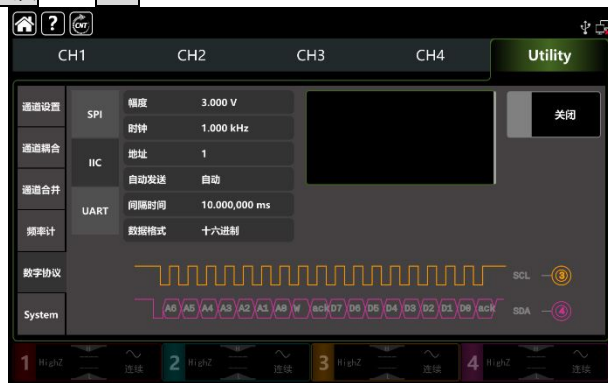 ? CNT
CH1 CH2 CH3 CH4 Utility
通道设置
通道耦合
通道合并
频率计
数字协议
System
SPI
IIC
UART
幅度 3.000 V
时钟 1.000 kHz
地址 1
自动发送 自动
间隔时间 10.000,000 ms
数据格式 十六进制
关闭
SCL 3
A6 A5 A4 A3 A2 A1 A0 W ack D7 D6 D5 D4 D3 D2 D1 D0 ack SDA 4
1 HighZ 连续 2 HighZ 连续 3 HighZ 连续 4 HighZ 连续